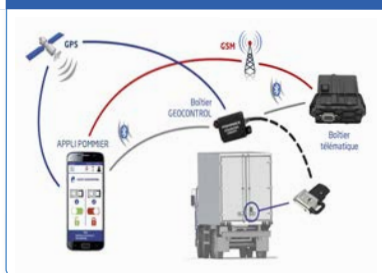 GPS
GSM
Boîtier
GEOCONTROL
APPLI POMMIER
Boîtier
télématique